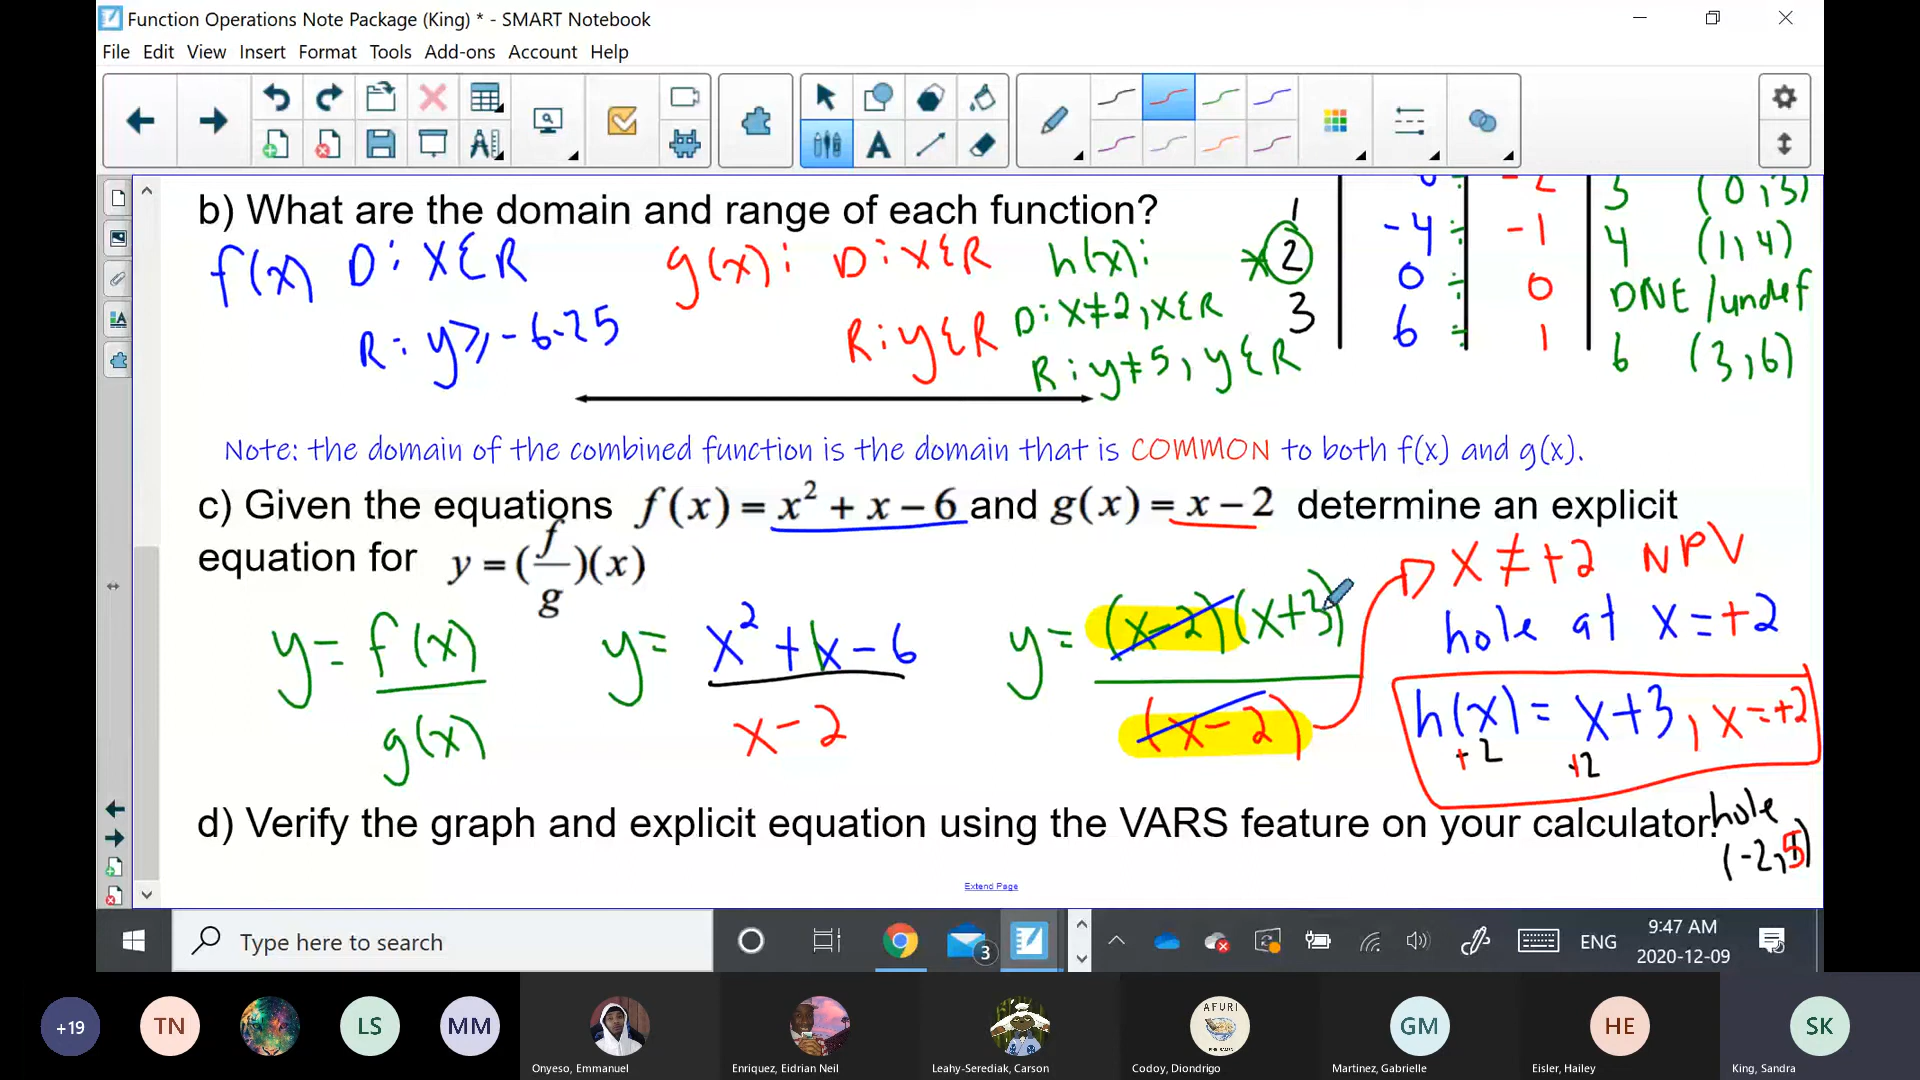 Function Operations Note Package (King) * - SMART Notebook
File Edit View Insert Format Tools Add-ons Account Help
b) What are the domain and range of each function?
f(x) D: x∈R
R: y≥-6.25
g(x): D: x∈R
R: y∈R
h(x):
D: x≠2, x∈R
R: y≠5, y∈R
-2 3 (0,3)
1 -4 ÷ -1 4 (1,4)
x 2 0 ÷ 0 DNE/undef
3 6 ÷ 1 6 (3,6)
Note: the domain of the combined function is the domain that is COMMON to both f(x) and g(x).
c) Given the equations f(x) = x² + x − 6 and g(x) = x − 2 determine an explicit
equation for y = (f/g)(x)
y = f(x)/g(x)
y = x² + x - 6 / x - 2
y = (x-2)(x+3) / (x-2)
x ≠ +2 NPV
hole at x = +2
h(x) = x+3, x=+2
+2 +2
hole
(-2,5)
d) Verify the graph and explicit equation using the VARS feature on your calculator.
Extend Page
Type here to search
3
ENG
9:47 AM
2020-12-09
+19 TN LS MM AFURI GM HE SK
Onyeso, Emmanuel
Enriquez, Eidrian Neil
Leahy-Serediak, Carson
Codoy, Diondrigo
Martinez, Gabrielle
Eisler, Hailey
King, Sandra